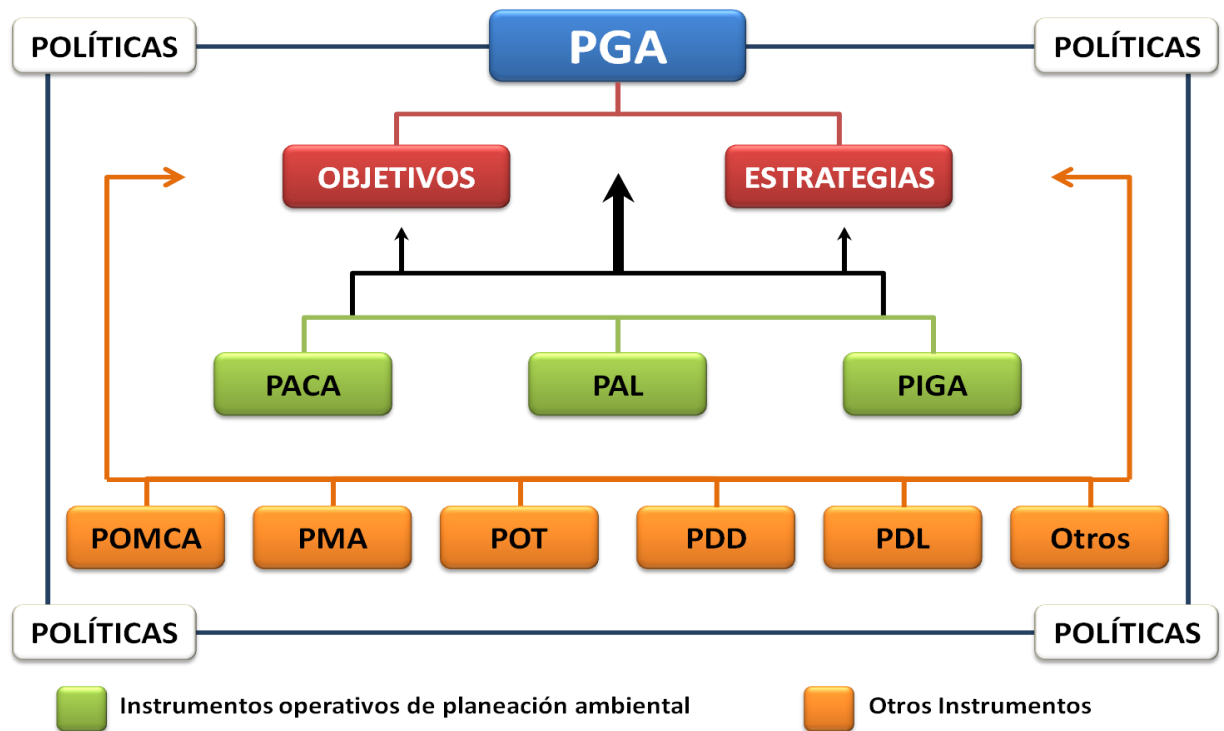 POLÍTICAS
PGA
POLÍTICAS
OBJETIVOS
ESTRATEGIAS
PACA
PAL
PIGA
POMCA
PMA
POT
PDD
PDL
Otros
POLÍTICAS
POLÍTICAS
Instrumentos operativos de planeación ambiental
Otros Instrumentos